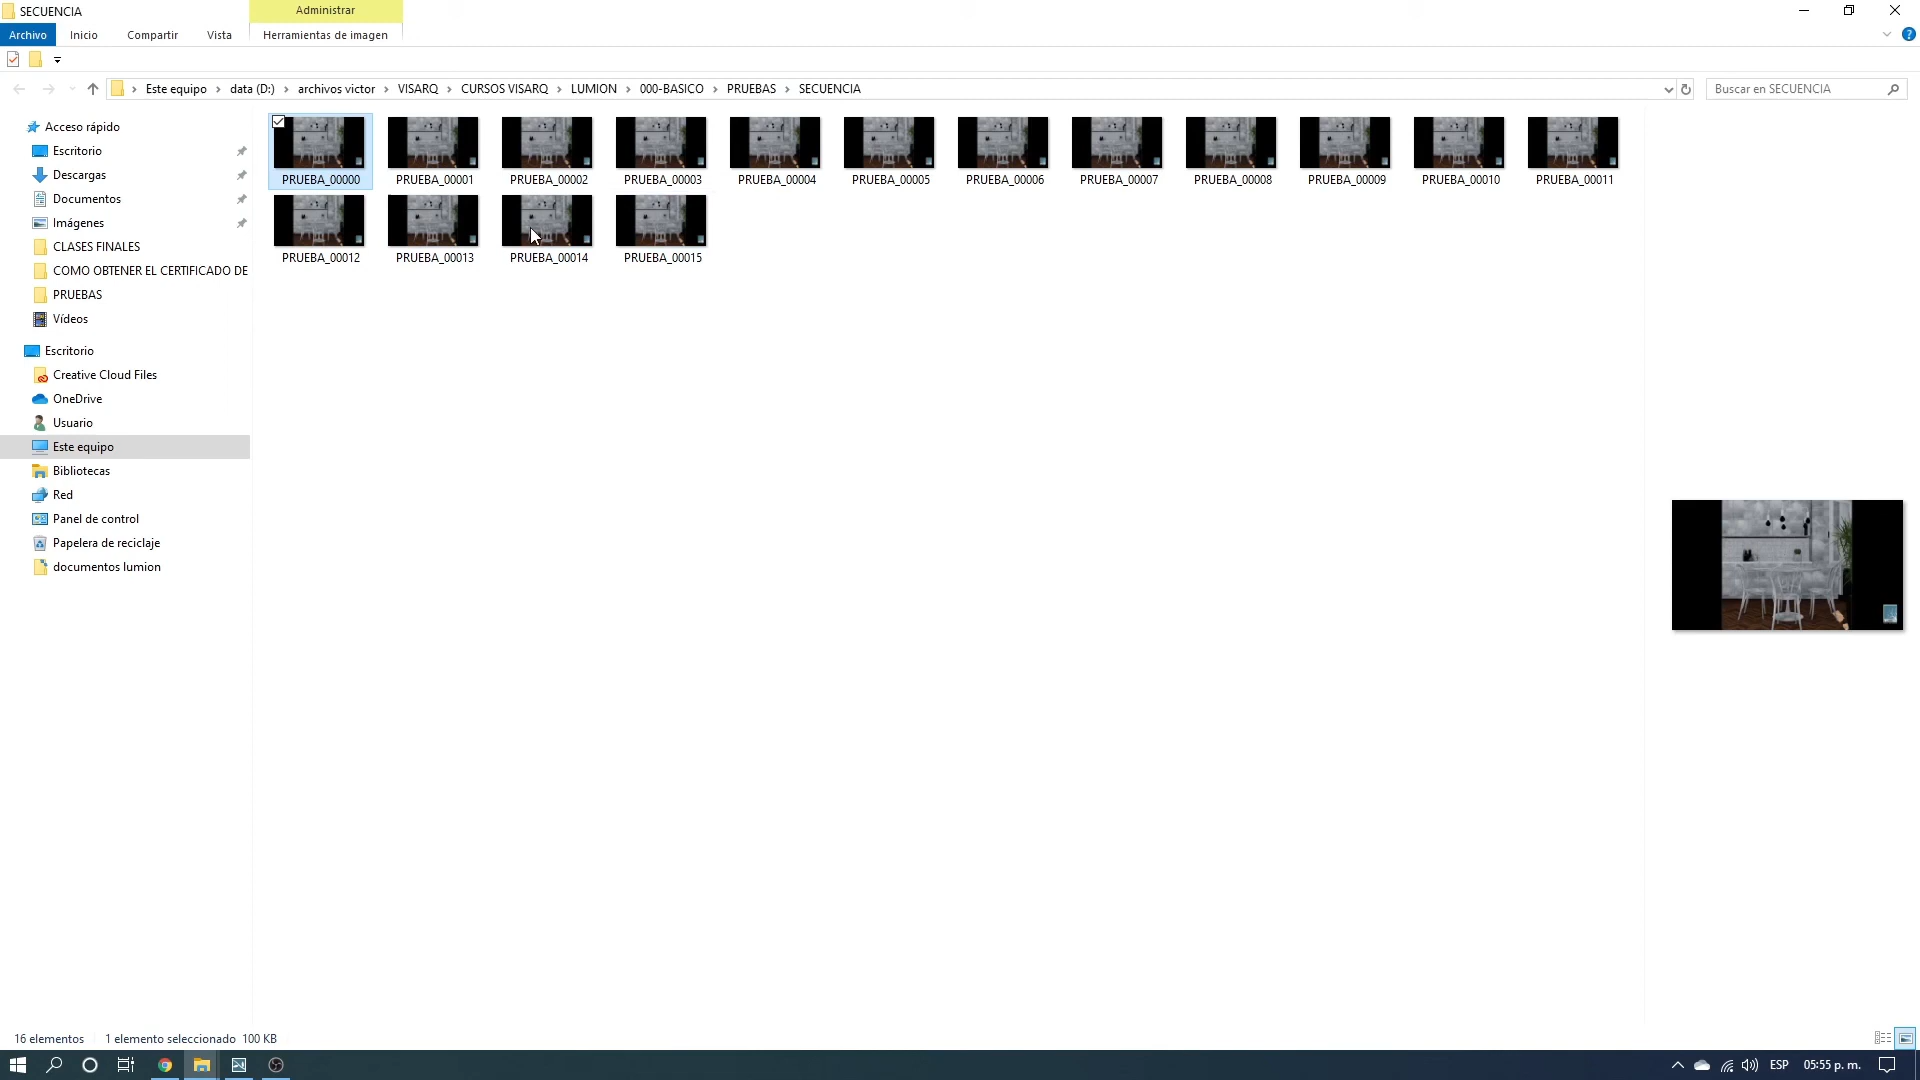 SECUENCIA
Administrar
Archivo
Inicio
Compartir
Vista
Herramientas de imagen
Este equipo
data (D:)
archivos victor
VISARQ
CURSOS VISARQ
LUMION
000-BASICO
PRUEBAS
SECUENCIA
Buscar en SECUENCIA
Acceso rápido
Escritorio
Descargas
Documentos
Imágenes
CLASES FINALES
COMO OBTENER EL CERTIFICADO DE
PRUEBAS
Vídeos
Escritorio
Creative Cloud Files
OneDrive
Usuario
Este equipo
Bibliotecas
Red
Panel de control
Papelera de reciclaje
documentos lumion
PRUEBA_00000
PRUEBA_00001
PRUEBA_00002
PRUEBA_00003
PRUEBA_00004
PRUEBA_00005
PRUEBA_00006
PRUEBA_00007
PRUEBA_00008
PRUEBA_00009
PRUEBA_00010
PRUEBA_00011
PRUEBA_00012
PRUEBA_00013
PRUEBA_00014
PRUEBA_00015
16 elementos
1 elemento seleccionado 100 KB
ESP
05:55 p. m.